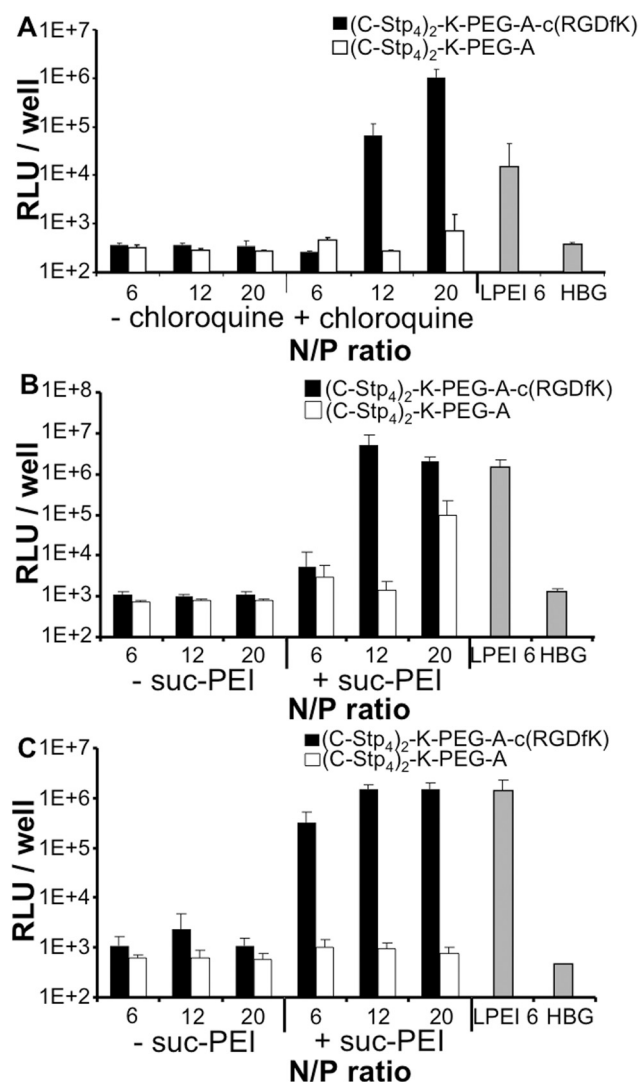 A
(C-Stp4)2-K-PEG-A-c(RGDfK)
(C-Stp4)2-K-PEG-A
1E+7
1E+6
1E+5
1E+4
1E+3
1E+2
RLU / well
6 12 20 6 12 20 LPEI 6 HBG
- chloroquine + chloroquine
N/P ratio
B
(C-Stp4)2-K-PEG-A-c(RGDfK)
(C-Stp4)2-K-PEG-A
1E+8
1E+7
1E+6
1E+5
1E+4
1E+3
1E+2
RLU / well
6 12 20 6 12 20 LPEI 6 HBG
- suc-PEI + suc-PEI
N/P ratio
C
(C-Stp4)2-K-PEG-A-c(RGDfK)
(C-Stp4)2-K-PEG-A
1E+7
1E+6
1E+5
1E+4
1E+3
1E+2
RLU / well
6 12 20 6 12 20 LPEI 6 HBG
- suc-PEI + suc-PEI
N/P ratio